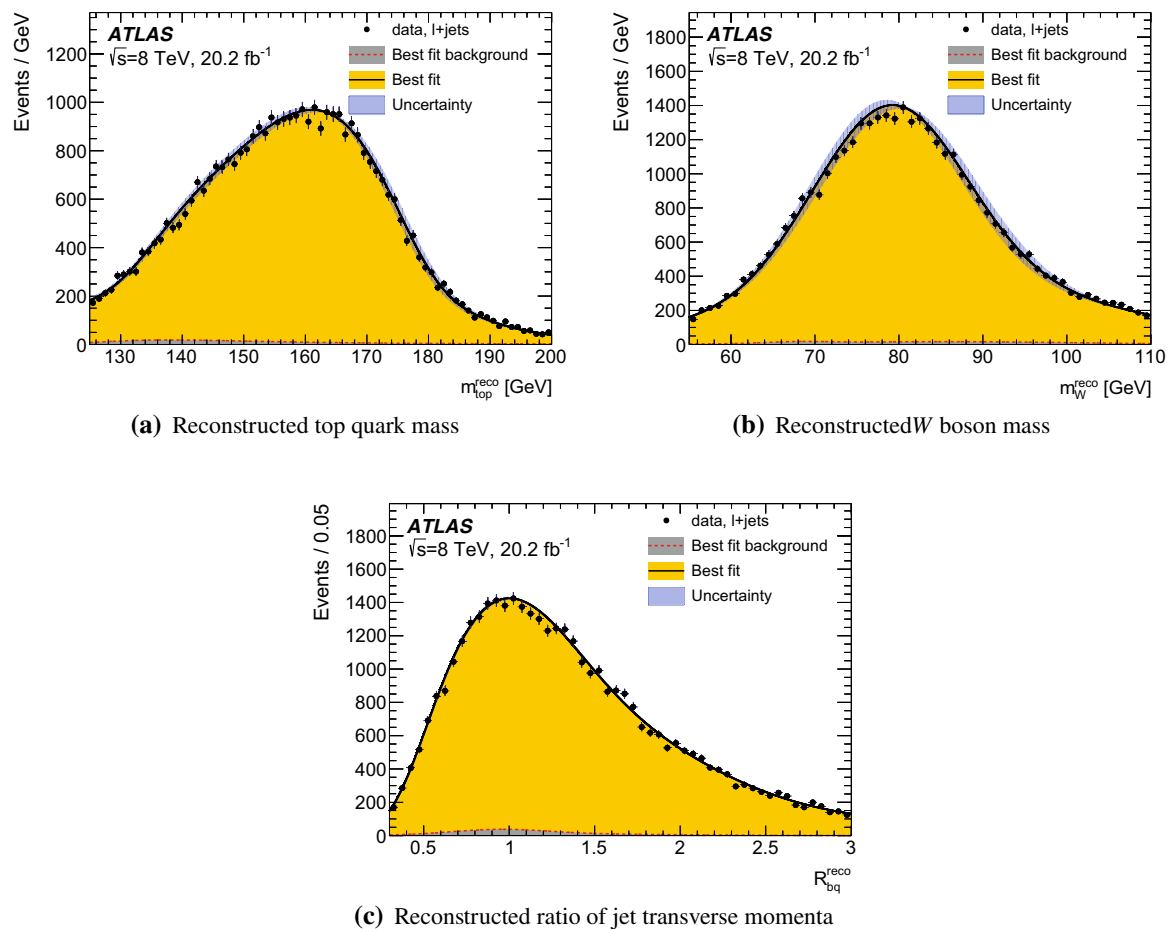 Events / GeV
1200
1000
800
600
400
200
0
ATLAS
√s=8 TeV, 20.2 fb-1
data, l+jets
Best fit background
Best fit
Uncertainty
130 140 150 160 170 180 190 200
m reco top [GeV]
(a) Reconstructed top quark mass
Events / GeV
1800
1600
1400
1200
1000
800
600
400
200
0
ATLAS
√s=8 TeV, 20.2 fb-1
data, l+jets
Best fit background
Best fit
Uncertainty
60 70 80 90 100 110
m reco W [GeV]
(b) ReconstructedW boson mass
Events / 0.05
1800
1600
1400
1200
1000
800
600
400
200
0
ATLAS
√s=8 TeV, 20.2 fb-1
data, l+jets
Best fit background
Best fit
Uncertainty
0.5 1 1.5 2 2.5 3
R reco bq
(c) Reconstructed ratio of jet transverse momenta